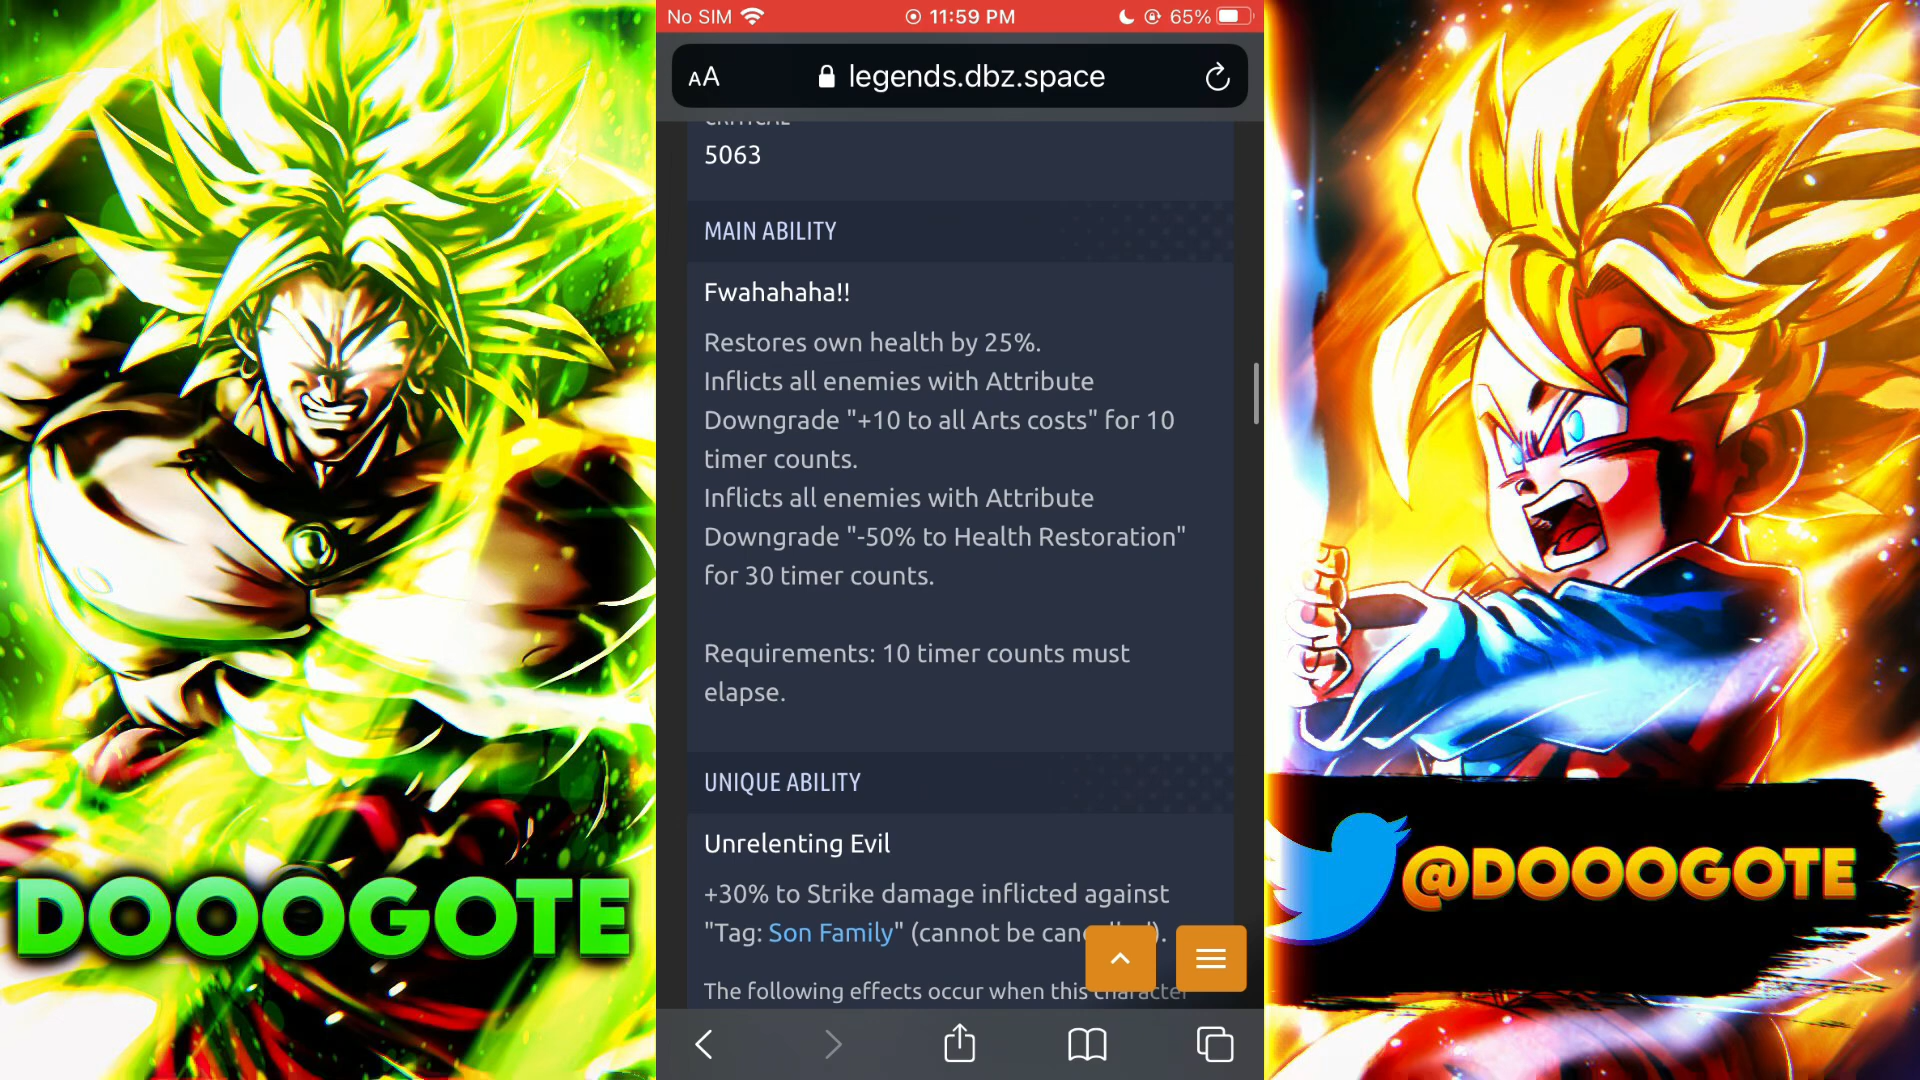 No SIM 11:59 PM 65%
AA legends.dbz.space
CRITICAL
5063
MAIN ABILITY
Fwahahaha!!
Restores own health by 25%.
Inflicts all enemies with Attribute
Downgrade "+10 to all Arts costs" for 10
timer counts.
Inflicts all enemies with Attribute
Downgrade "-50% to Health Restoration"
for 30 timer counts.
Requirements: 10 timer counts must
elapse.
UNIQUE ABILITY
Unrelenting Evil
+30% to Strike damage inflicted against
"Tag: Son Family" (cannot be cancelled).
The following effects occur when this character
DOOOGOTE
@DOOOGOTE